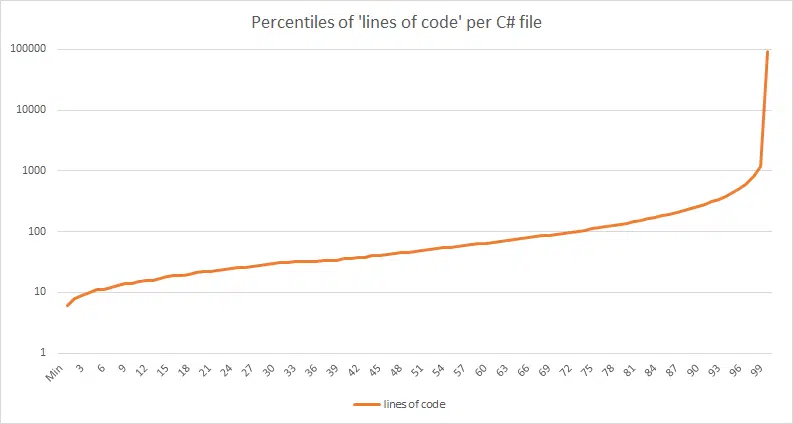 Percentiles of 'lines of code' per C# file
100000
10000
1000
100
10
1
Min 3 6 9 12 15 18 21 24 27 30 33 36 39 42 45 48 51 54 57 60 63 66 69 72 75 78 81 84 87 90 93 96 99
lines of code